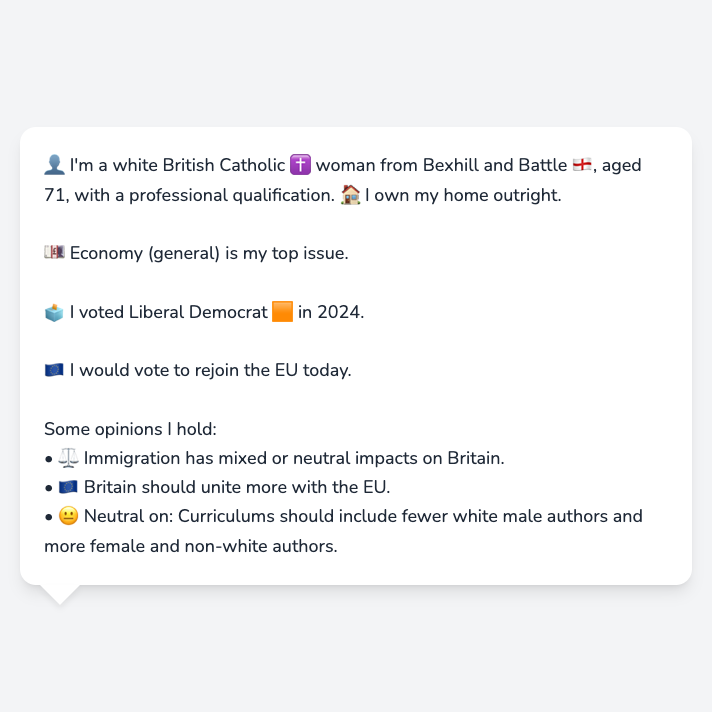 👤 I'm a white British Catholic ✝️ woman from Bexhill and Battle 🏴󠁧󠁢󠁥󠁮󠁧󠁿, aged
71, with a professional qualification. 🏠 I own my home outright.
💷 Economy (general) is my top issue.
🗳️ I voted Liberal Democrat 🟧 in 2024.
🇪🇺 I would vote to rejoin the EU today.
Some opinions I hold:
• ⚖️ Immigration has mixed or neutral impacts on Britain.
• 🇪🇺 Britain should unite more with the EU.
• 😐 Neutral on: Curriculums should include fewer white male authors and
more female and non-white authors.